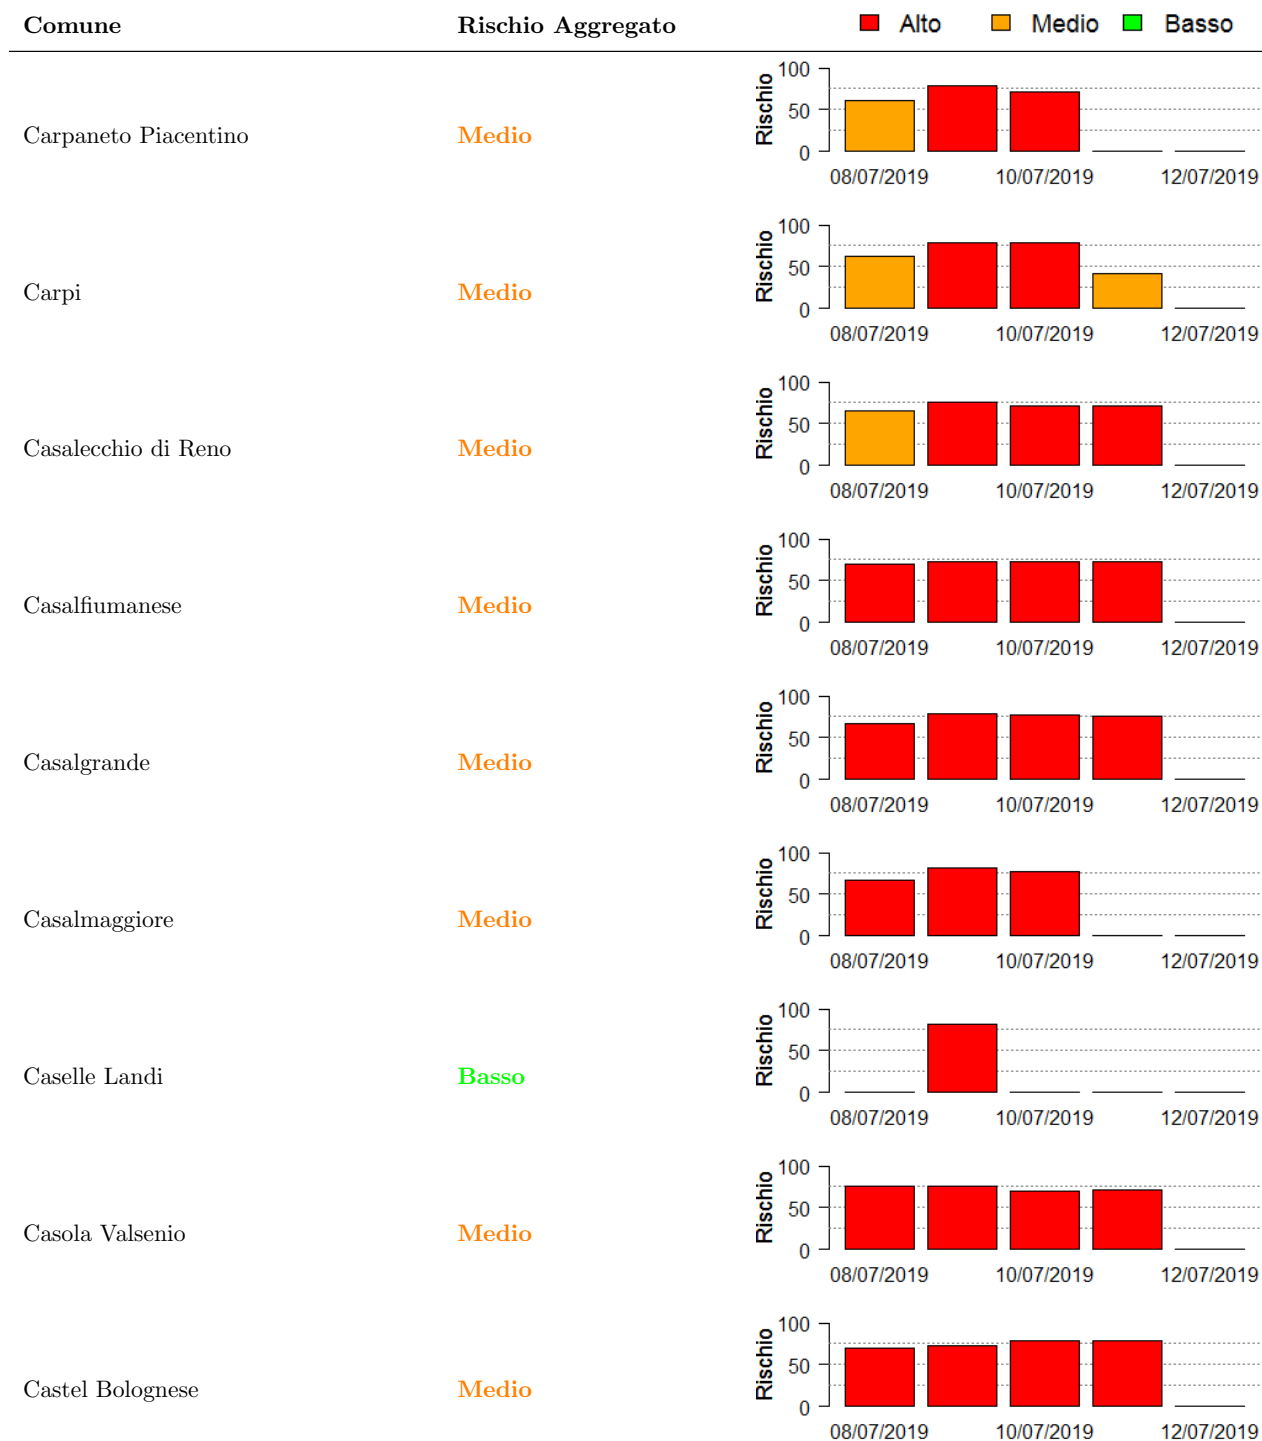 Comune Rischio Aggregato Alto Medio Basso
Carpaneto Piacentino Medio Rischio 100 50 0
08/07/2019 10/07/2019 12/07/2019
Carpi Medio Rischio 100 50 0
08/07/2019 10/07/2019 12/07/2019
Casalecchio di Reno Medio Rischio 100 50 0
08/07/2019 10/07/2019 12/07/2019
Casalfiumanese Medio Rischio 100 50 0
08/07/2019 10/07/2019 12/07/2019
Casalgrande Medio Rischio 100 50 0
08/07/2019 10/07/2019 12/07/2019
Casalmaggiore Medio Rischio 100 50 0
08/07/2019 10/07/2019 12/07/2019
Caselle Landi Basso Rischio 100 50 0
08/07/2019 10/07/2019 12/07/2019
Casola Valsenio Medio Rischio 100 50 0
08/07/2019 10/07/2019 12/07/2019
Castel Bolognese Medio Rischio 100 50 0
08/07/2019 10/07/2019 12/07/2019